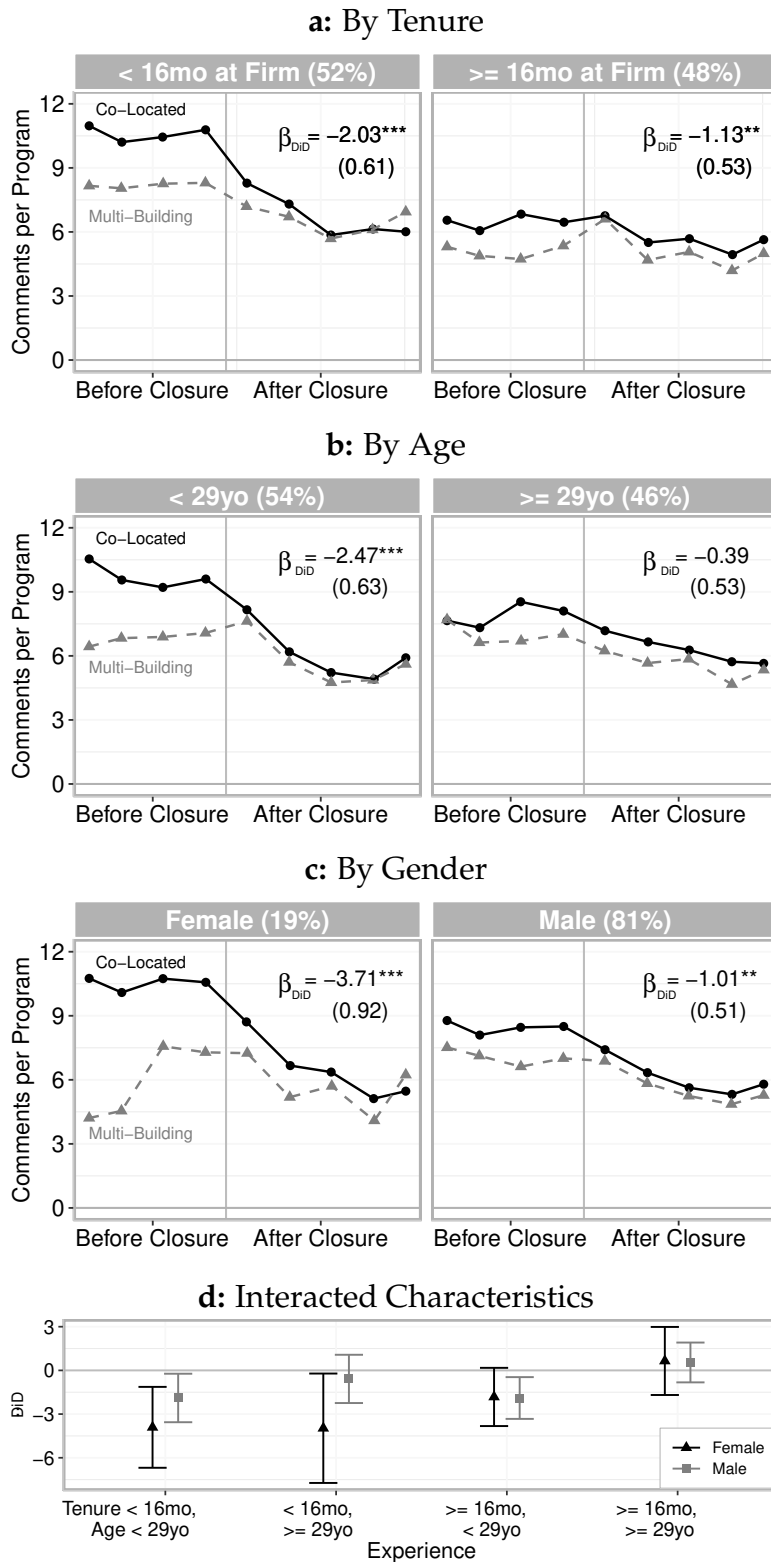 a: By Tenure
< 16mo at Firm (52%)
>= 16mo at Firm (48%)
Comments per Program
12
9
6
3
0
Co−Located
Multi−Building
βDiD= −2.03***
(0.61)
βDiD= −1.13**
(0.53)
Before Closure
After Closure
Before Closure
After Closure
b: By Age
< 29yo (54%)
>= 29yo (46%)
Comments per Program
12
9
6
3
0
Co−Located
Multi−Building
βDiD= −2.47***
(0.63)
βDiD= −0.39
(0.53)
Before Closure
After Closure
Before Closure
After Closure
c: By Gender
Female (19%)
Male (81%)
Comments per Program
12
9
6
3
0
Co−Located
Multi−Building
βDiD= −3.71***
(0.92)
βDiD= −1.01**
(0.51)
Before Closure
After Closure
Before Closure
After Closure
d: Interacted Characteristics
DiD
3
0
−3
−6
Female
Male
Tenure < 16mo,
Age < 29yo
< 16mo,
>= 29yo
>= 16mo,
< 29yo
>= 16mo,
>= 29yo
Experience